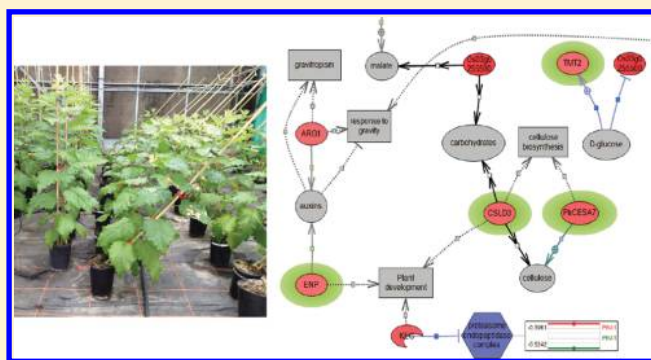 gravitropism
malate
TMT2
ARG1
response to
gravity
carbohydrates
cellulose
biosynthesis
D-glucose
auxins
CSLD3
PtCESA7
ENP
Plant
development
cellulose
proteasome
endopeptidase
complex